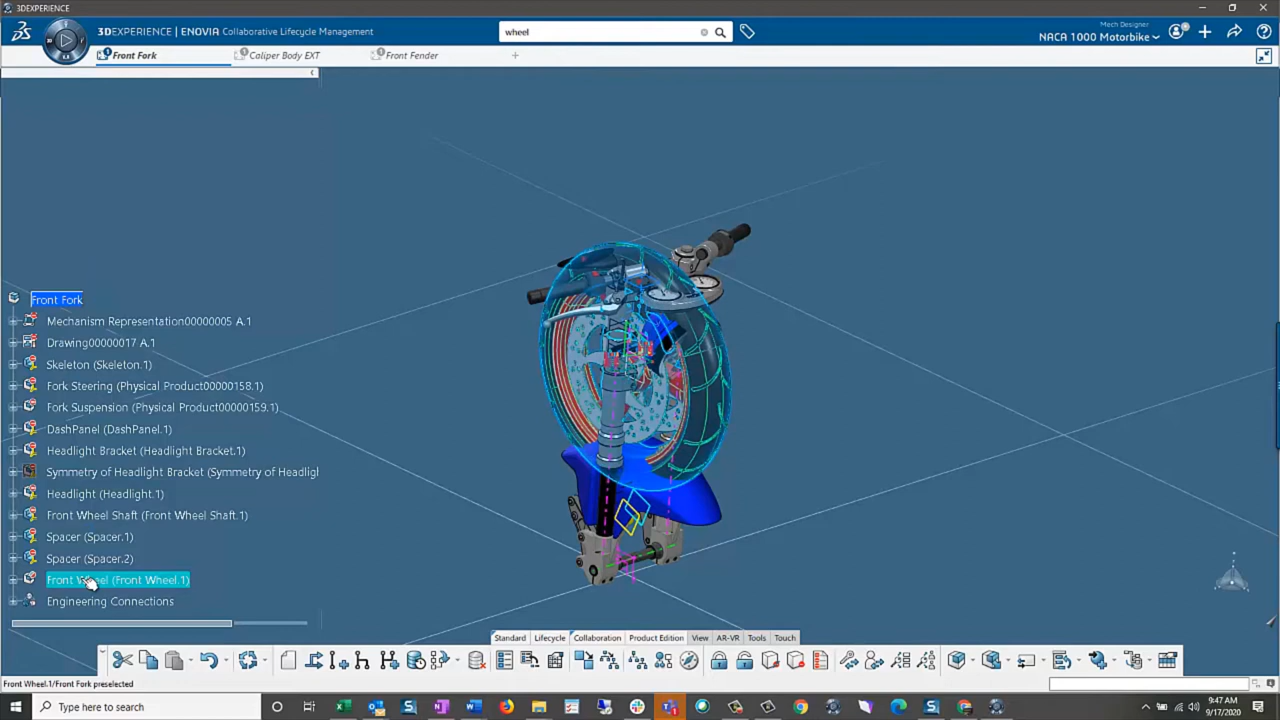 3DEXPERIENCE
3DEXPERIENCE | ENOVIA Collaborative Lifecycle Management
wheel
Mech Designer
NACA 1000 Motorbike
Front Fork
Caliper Body EXT
Front Fender
Front Fork
Mechanism Representation00000005 A.1
Drawing00000017 A.1
Skeleton (Skeleton.1)
Fork Steering (Physical Product00000158.1)
Fork Suspension (Physical Product00000159.1)
DashPanel (DashPanel.1)
Headlight Bracket (Headlight Bracket.1)
Symmetry of Headlight Bracket (Symmetry of Headligl
Headlight (Headlight.1)
Front Wheel Shaft (Front Wheel Shaft.1)
Spacer (Spacer.1)
Spacer (Spacer.2)
Front Wheel (Front Wheel.1)
Engineering Connections
Standard Lifecycle Collaboration Product Edition View AR-VR Tools Touch
Front Wheel.1/Front Fork preselected
Type here to search
9:47 AM
9/17/2020